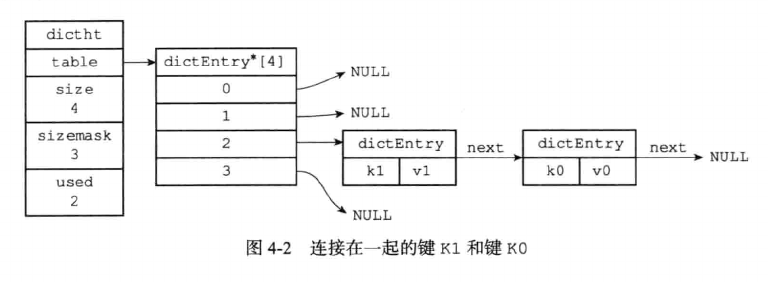 dictht
table
size
4
sizemask
3
used
2
dictEntry*[4]
0
1
2
3
NULL
NULL
dictEntry
k1 v1
next
dictEntry
k0 v0
next
NULL
NULL
图 4-2 连接在一起的键 K1 和键 K0